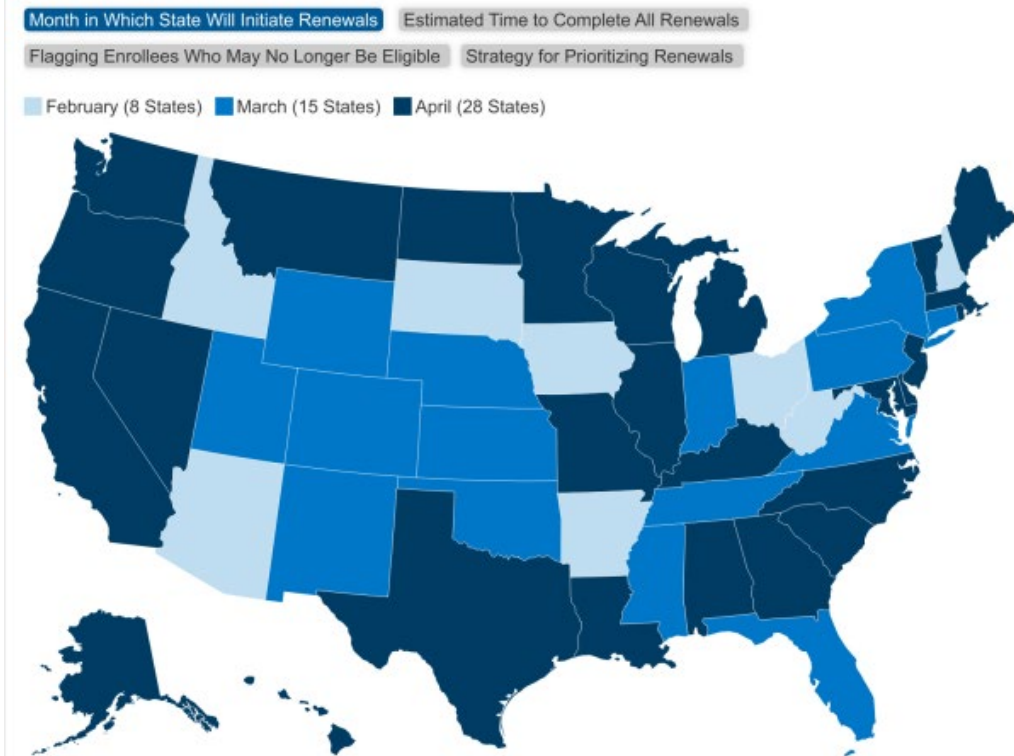 Month in Which State Will Initiate Renewals Estimated Time to Complete All Renewals
Flagging Enrollees Who May No Longer Be Eligible Strategy for Prioritizing Renewals
February (8 States) March (15 States) April (28 States)